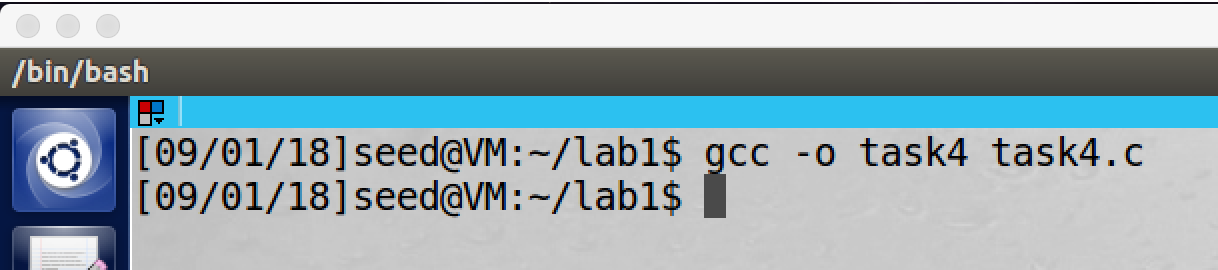 /bin/bash
[09/01/18]seed@VM:~/lab1$ gcc -o task4 task4.c
[09/01/18]seed@VM:~/lab1$